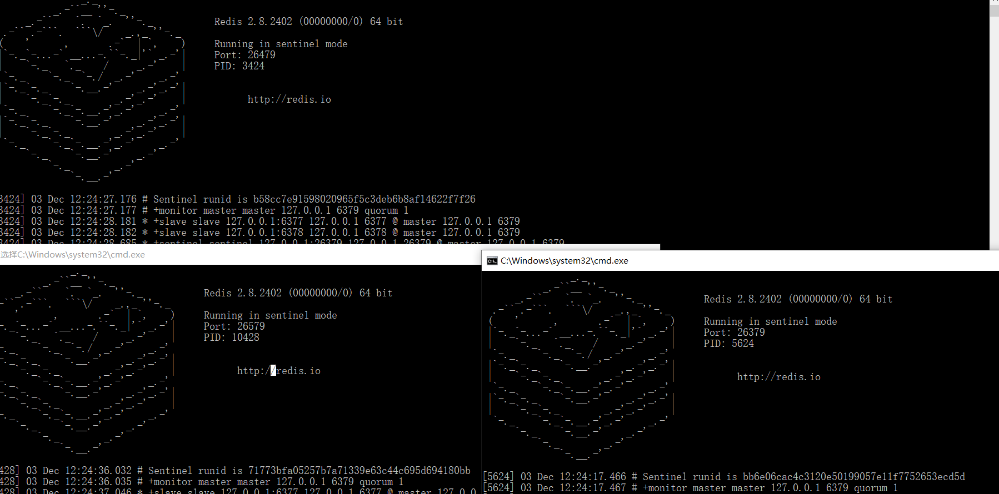 Redis 2.8.2402 (00000000/0) 64 bit
Running in sentinel mode
Port: 26479
PID: 3424
http://redis.io
3424] 03 Dec 12:24:27.176 # Sentinel runid is b58cc7e91598020965f5c3deb6b8af14622f7f26
3424] 03 Dec 12:24:27.177 # +monitor master master 127.0.0.1 6379 quorum 1
3424] 03 Dec 12:24:28.181 * +slave slave 127.0.0.1:6377 127.0.0.1 6377 @ master 127.0.0.1 6379
3424] 03 Dec 12:24:28.182 * +slave slave 127.0.0.1:6378 127.0.0.1 6378 @ master 127.0.0.1 6379
3424] 03 Dec 12:24:28.685 * +sentinel sentinel 127.0.0.1:26379 127.0.0.1 26379 @ master 127.0.0.1 6379
选择C:\Windows\system32\cmd.exe
Redis 2.8.2402 (00000000/0) 64 bit
Running in sentinel mode
Port: 26579
PID: 10428
http://redis.io
428] 03 Dec 12:24:36.032 # Sentinel runid is 71773bfa05257b7a71339e63c44c695d694180bb
428] 03 Dec 12:24:36.035 # +monitor master master 127.0.0.1 6379 quorum 1
428] 03 Dec 12:24:37.046 * +slave slave 127.0.0.1:6377 127.0.0.1 6377 @ master 127.0.0
C:\Windows\system32\cmd.exe
Redis 2.8.2402 (00000000/0) 64 bit
Running in sentinel mode
Port: 26379
PID: 5624
http://redis.io
[5624] 03 Dec 12:24:17.466 # Sentinel runid is bb6e06cac4c3120e50199057e11f7752653ecd5d
[5624] 03 Dec 12:24:17.467 # +monitor master master 127.0.0.1 6379 quorum 1